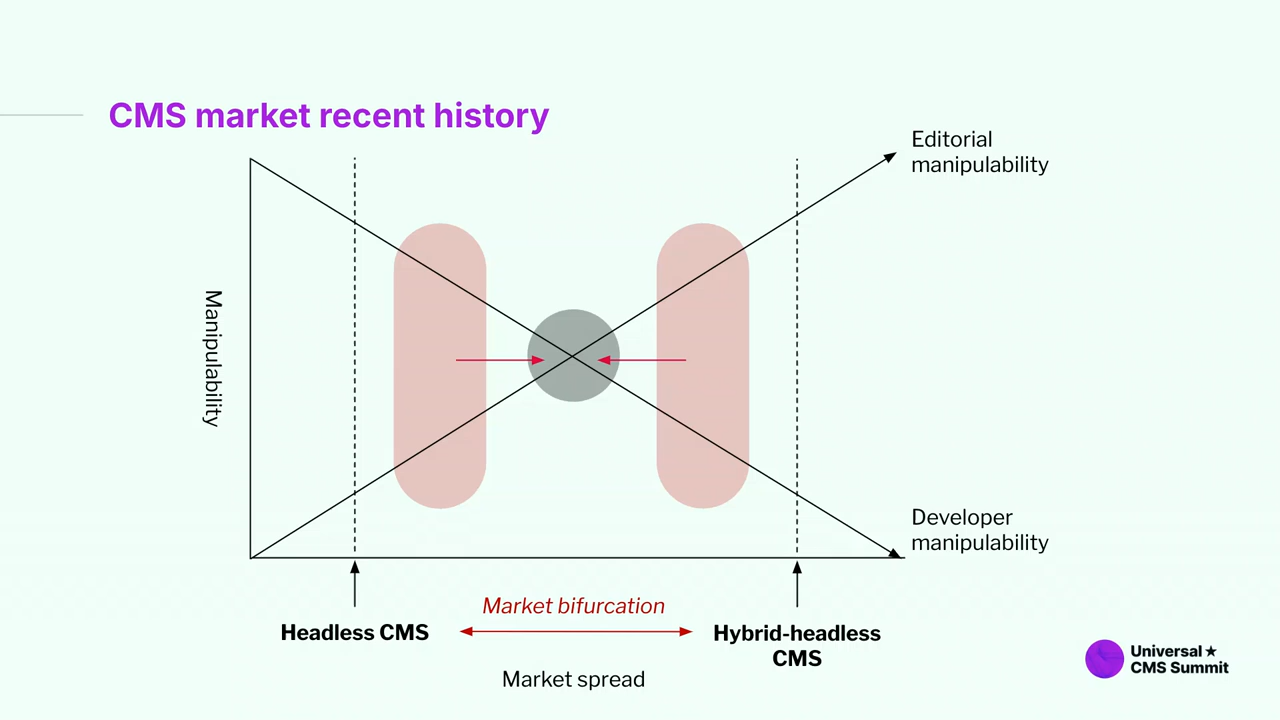 CMS market recent history
Editorial
manipulability
Manipulability
Developer
manipulability
Market bifurcation
Headless CMS
Hybrid-headless
CMS
Market spread
Universal ★
CMS Summit